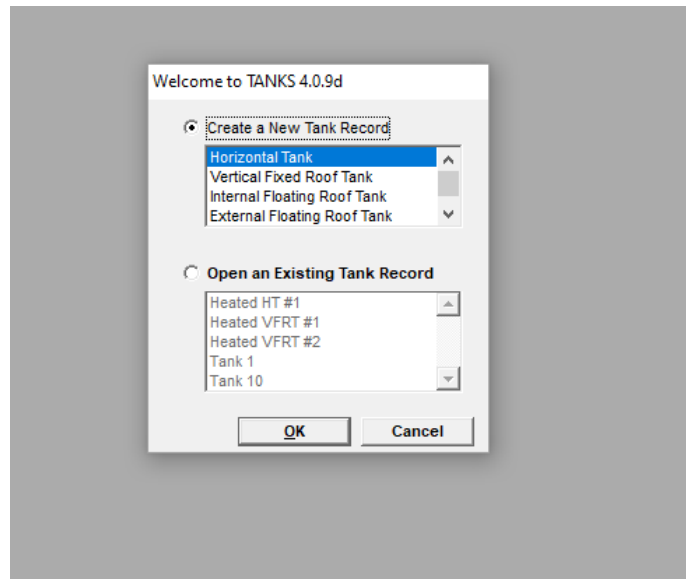 Welcome to TANKS 4.0.9d
Create a New Tank Record
Horizontal Tank
Vertical Fixed Roof Tank
Internal Floating Roof Tank
External Floating Roof Tank
Open an Existing Tank Record
Heated HT #1
Heated VFRT #1
Heated VFRT #2
Tank 1
Tank 10
OK Cancel